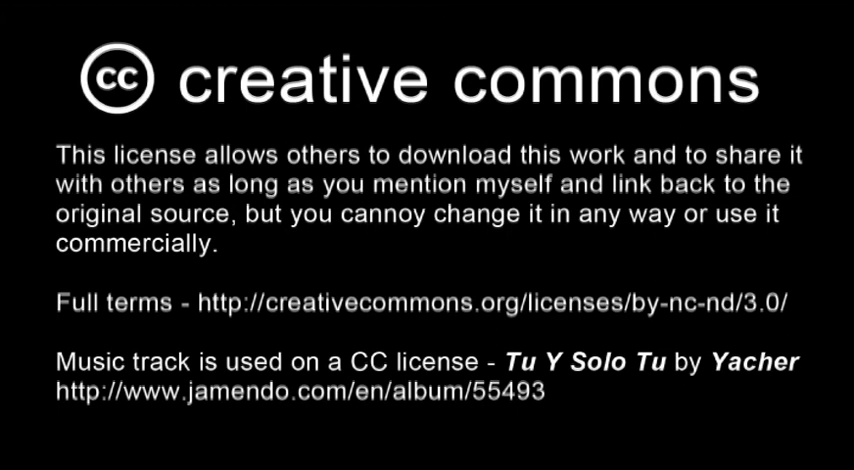 cc creative commons
This license allows others to download this work and to share it
with others as long as you mention myself and link back to the
original source, but you cannoy change it in any way or use it
commercially.
Full terms - http://creativecommons.org/licenses/by-nc-nd/3.0/
Music track is used on a CC license - Tu Y Solo Tu by Yacher
http://www.jamendo.com/en/album/55493